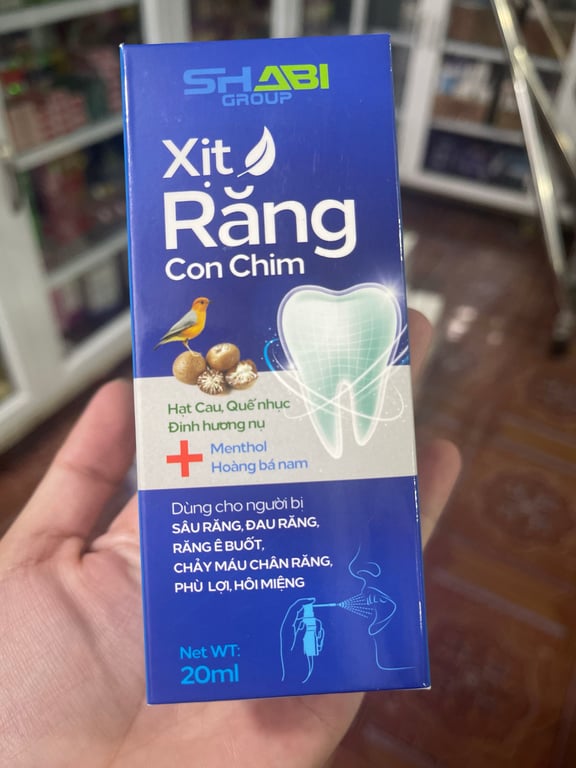 SHABI
GROUP
Xịt
Răng
Con Chim
Hạt Cau, Quế nhục
Đinh hương nụ
Menthol
Hoàng bá nam
Dùng cho người bị
SÂU RĂNG, ĐAU RĂNG,
RĂNG Ê BUỐT,
CHẢY MÁU CHÂN RĂNG,
PHÙ LỢI, HÔI MIỆNG
Net WT:
20ml